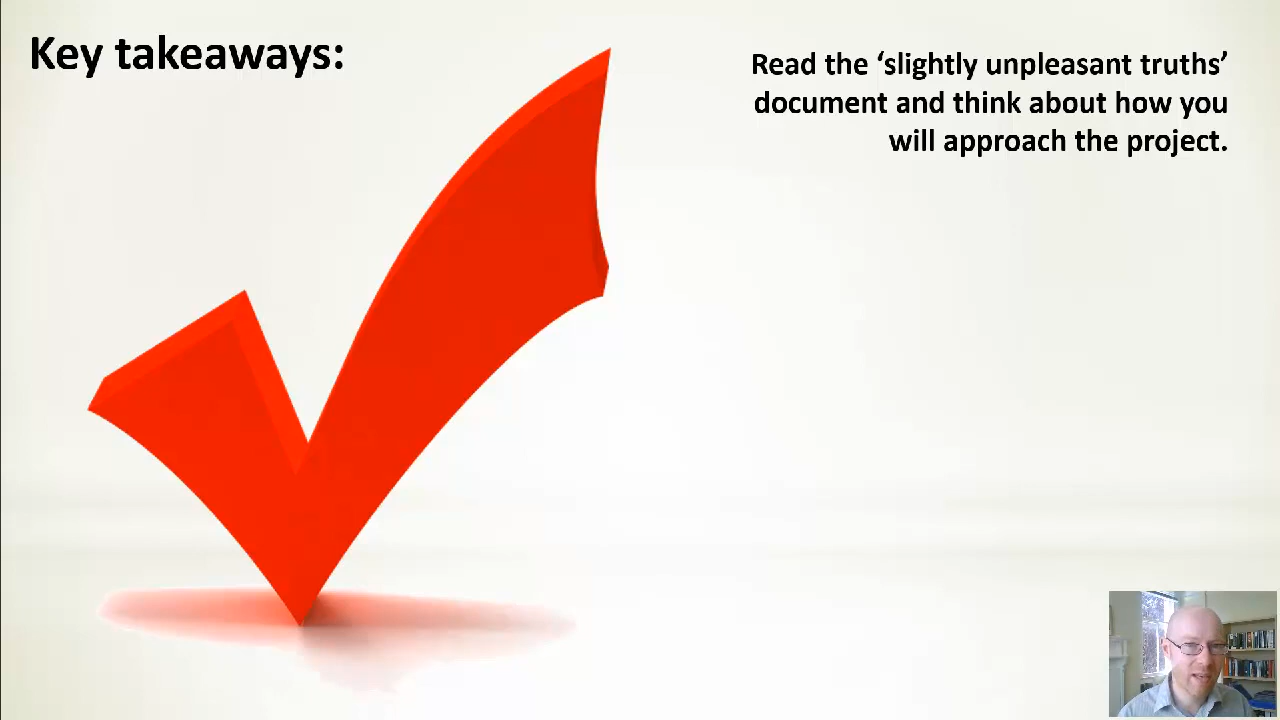 Key takeaways:
Read the ‘slightly unpleasant truths’
document and think about how you
will approach the project.